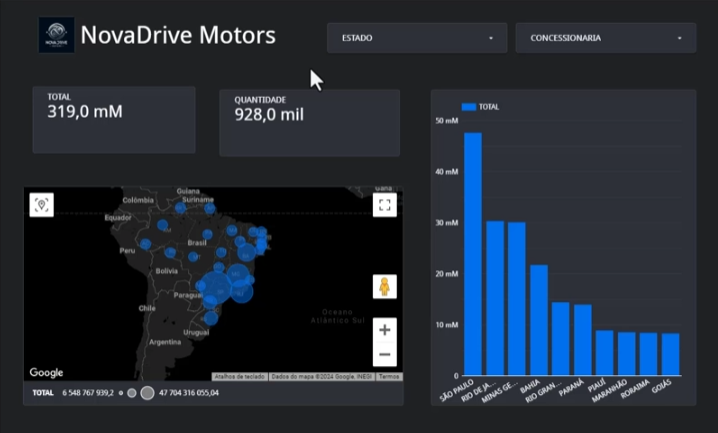 NovaDrive Motors
ESTADO
CONCESSIONARIA
TOTAL
319,0 mM
QUANTIDADE
928,0 mil
TOTAL
50 mM
40 mM
30 mM
20 mM
10 mM
0
SÃO PAULO
RIO DE JA...
MINAS GE...
BAHIA
RIO GRAN...
PARANÁ
PIAUÍ
MARANHÃO
RORAIMA
GOIÁS
Guiana
Suriname
Colômbia
Equador
Brasil
Peru
Bolívia
Paraguai
Chile
Uruguai
Argentina
Oceano
Atlântico Sul
Gana
Google
Atalhos de teclado
Dados do mapa ©2024 Google, INEGI
Termos
TOTAL 6 548 767 939,2 47 704 316 055,04